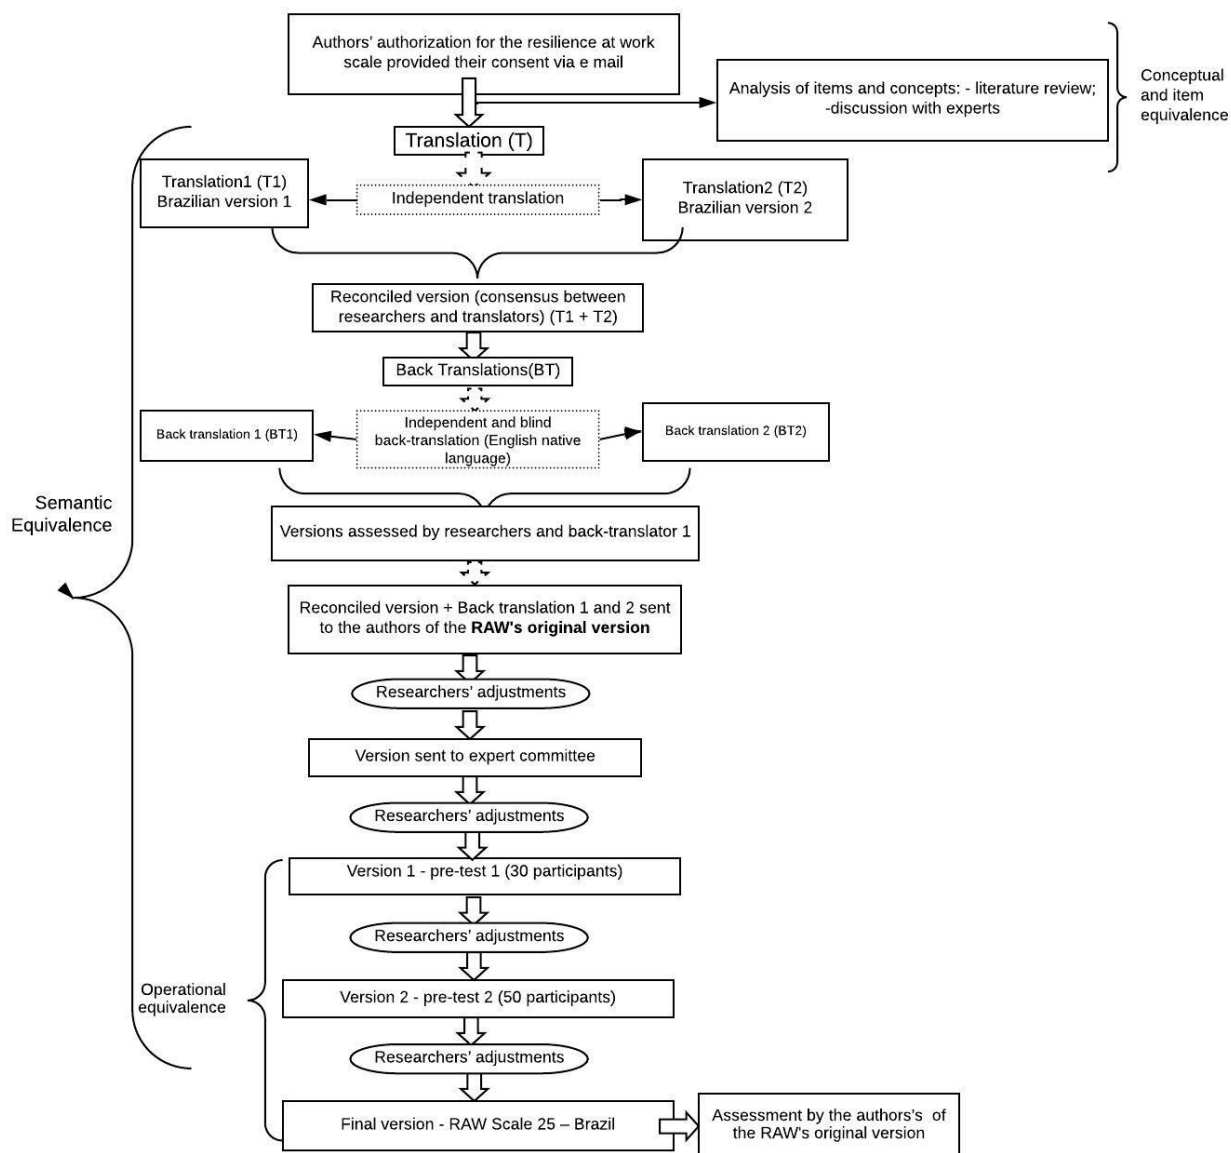 Authors' authorization for the resilience at work
scale provided their consent via e mail
Analysis of items and concepts: - literature review;
-discussion with experts
Conceptual
and item
equivalence
Translation (T)
Translation1 (T1)
Brazilian version 1
Independent translation
Translation2 (T2)
Brazilian version 2
Reconciled version (consensus between
researchers and translators) (T1 + T2)
Back Translations(BT)
Back translation 1 (BT1)
Independent and blind
back-translation (English native
language)
Back translation 2 (BT2)
Semantic
Equivalence
Versions assessed by researchers and back-translator 1
Reconciled version + Back translation 1 and 2 sent
to the authors of the RAW's original version
Researchers' adjustments
Version sent to expert committee
Researchers' adjustments
Version 1 - pre-test 1 (30 participants)
Researchers' adjustments
Operational
equivalence
Version 2 - pre-test 2 (50 participants)
Researchers' adjustments
Final version - RAW Scale 25 – Brazil
Assessment by the authors's of
the RAW's original version